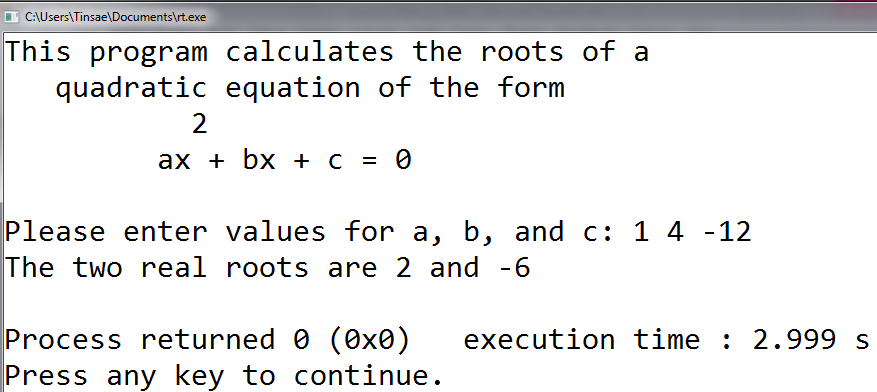 C:\Users\Tinsae\Documents\rt.exe
This program calculates the roots of a
   quadratic equation of the form
           2
         ax + bx + c = 0
Please enter values for a, b, and c: 1 4 -12
The two real roots are 2 and -6
Process returned 0 (0x0)   execution time : 2.999 s
Press any key to continue.